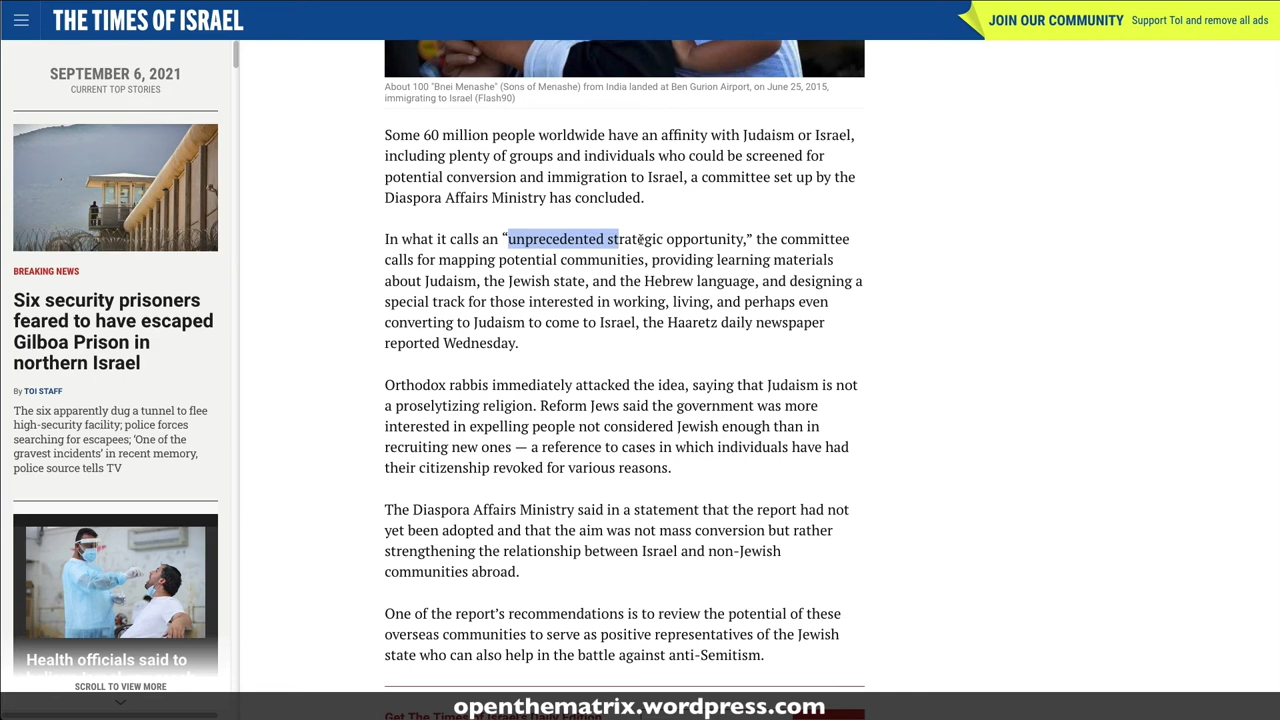 THE TIMES OF ISRAEL
JOIN OUR COMMUNITY Support ToI and remove all ads
SEPTEMBER 6, 2021
CURRENT TOP STORIES
BREAKING NEWS
Six security prisoners
feared to have escaped
Gilboa Prison in
northern Israel
By TOI STAFF
The six apparently dug a tunnel to flee
high-security facility; police forces
searching for escapees; ‘One of the
gravest incidents’ in recent memory,
police source tells TV
Health officials said to
SCROLL TO VIEW MORE
About 100 "Bnei Menashe" (Sons of Menashe) from India landed at Ben Gurion Airport, on June 25, 2015,
immigrating to Israel (Flash90)
Some 60 million people worldwide have an affinity with Judaism or Israel,
including plenty of groups and individuals who could be screened for
potential conversion and immigration to Israel, a committee set up by the
Diaspora Affairs Ministry has concluded.
In what it calls an “unprecedented strategic opportunity,” the committee
calls for mapping potential communities, providing learning materials
about Judaism, the Jewish state, and the Hebrew language, and designing a
special track for those interested in working, living, and perhaps even
converting to Judaism to come to Israel, the Haaretz daily newspaper
reported Wednesday.
Orthodox rabbis immediately attacked the idea, saying that Judaism is not
a proselytizing religion. Reform Jews said the government was more
interested in expelling people not considered Jewish enough than in
recruiting new ones — a reference to cases in which individuals have had
their citizenship revoked for various reasons.
The Diaspora Affairs Ministry said in a statement that the report had not
yet been adopted and that the aim was not mass conversion but rather
strengthening the relationship between Israel and non-Jewish
communities abroad.
One of the report’s recommendations is to review the potential of these
overseas communities to serve as positive representatives of the Jewish
state who can also help in the battle against anti-Semitism.
Get The Times of Israel's Daily Edition
openthematrix.wordpress.com